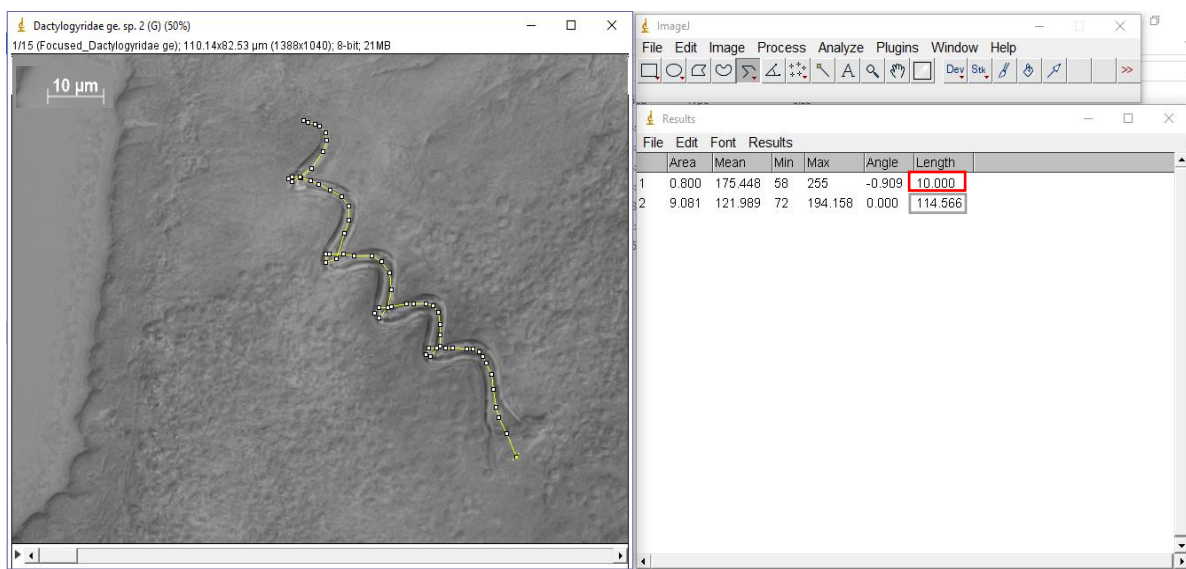 Dactylogyridae ge. sp. 2 (G) (50%)
1/15 (Focused_Dactylogyridae ge); 110.14x82.53 µm (1388x1040); 8-bit; 21MB
10 µm
ImageJ
File Edit Image Process Analyze Plugins Window Help
A Dev Stk >>
Results
File Edit Font Results
Area Mean Min Max Angle Length
1 0.800 175.448 58 255 -0.909 10.000
2 9.081 121.989 72 194.158 0.000 114.566